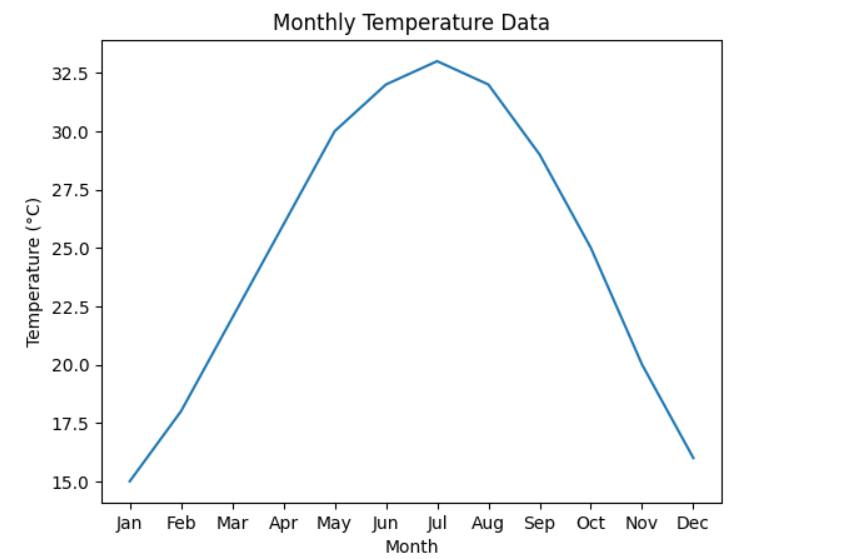 Monthly Temperature Data
Temperature (°C)
32.5
30.0
27.5
25.0
22.5
20.0
17.5
15.0
Jan Feb Mar Apr May Jun Jul Aug Sep Oct Nov Dec
Month